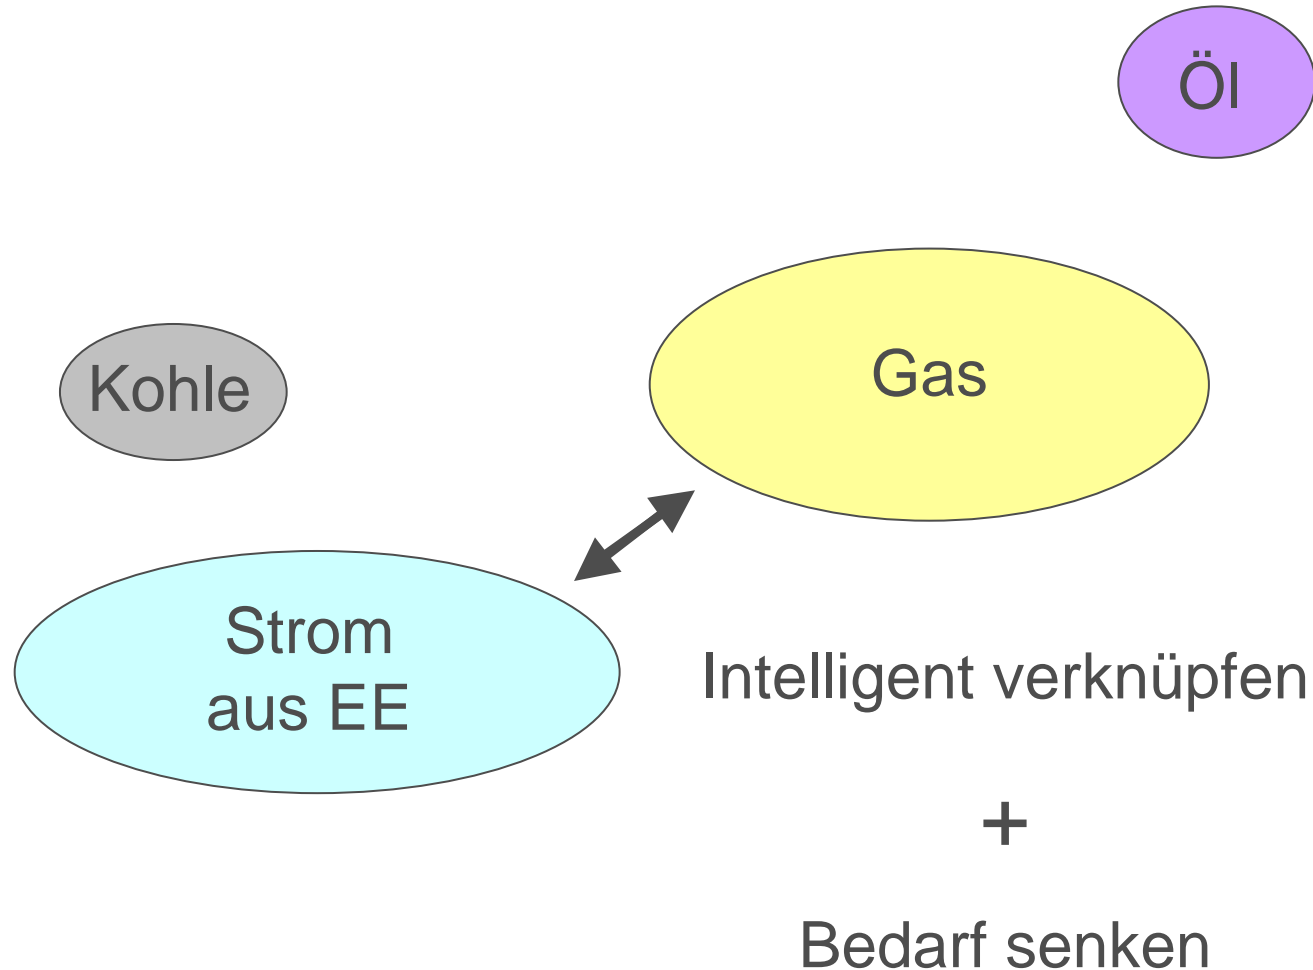 Öl
Gas
Kohle
Strom
aus EE
Intelligent verknüpfen
+
Bedarf senken